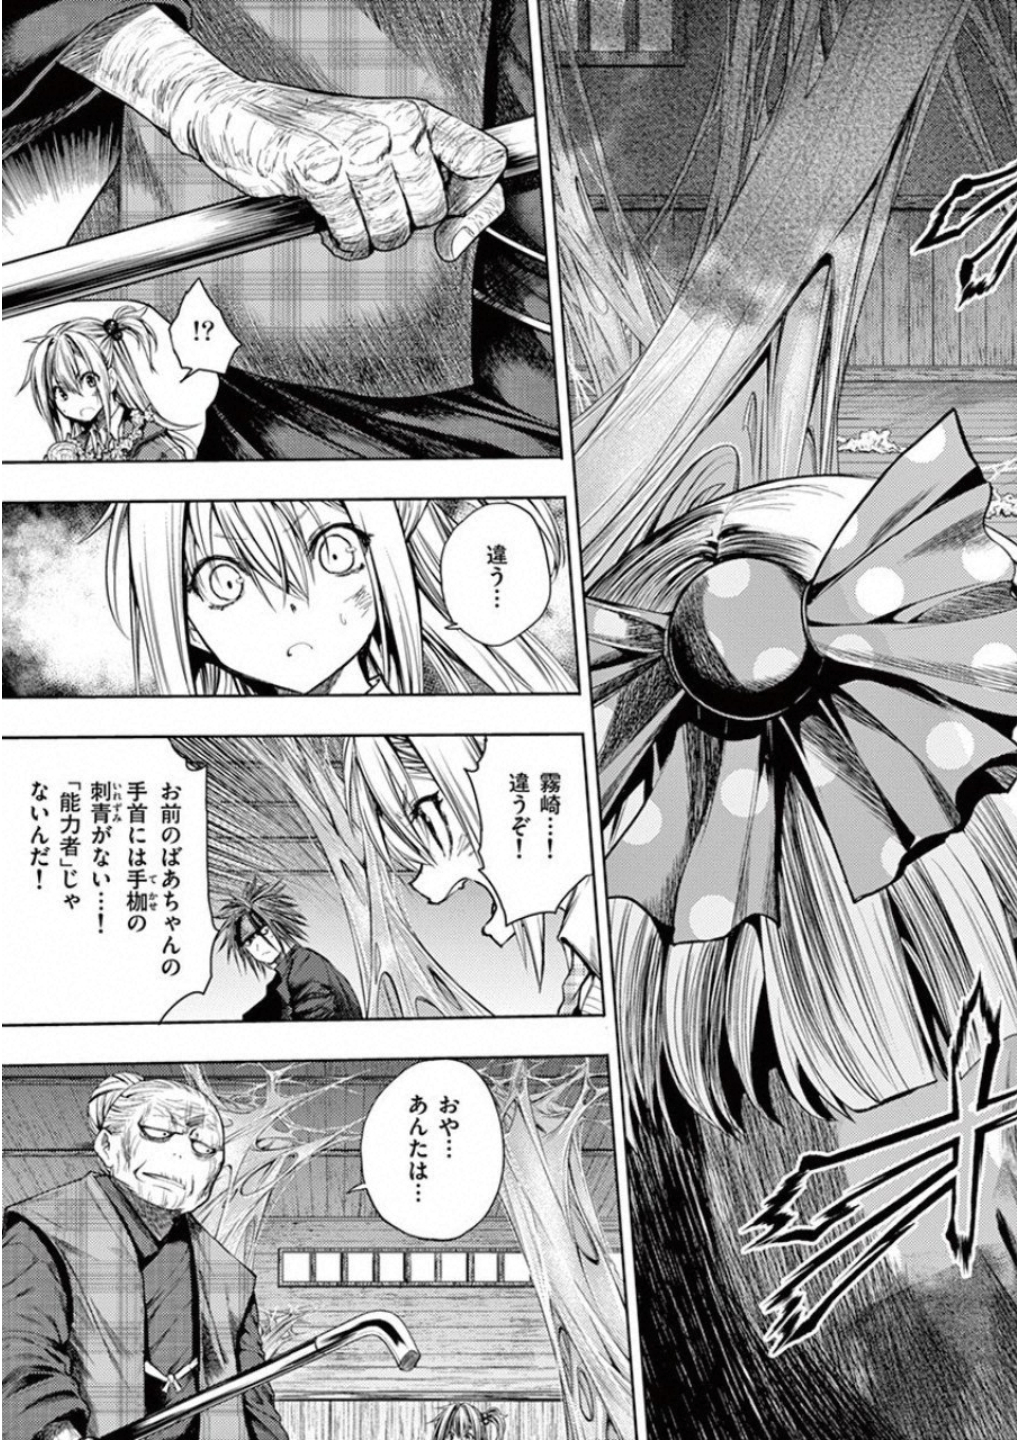 !?
違う…
霧崎…!
違うぞ!
お前のばあちゃんの
手首には手枷の
刺青がない…!
「能力者」じゃ
ないんだ!
おや…
あんたは…